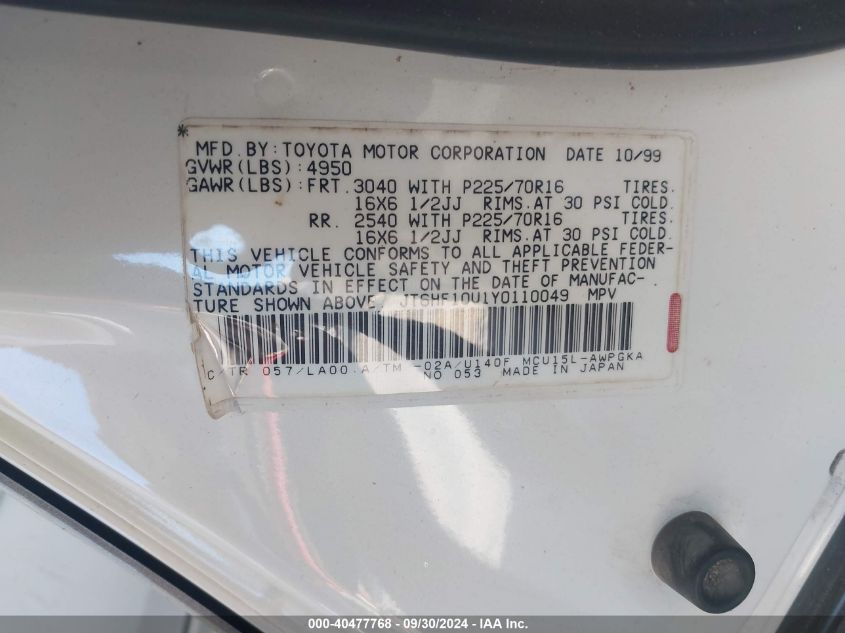 * MFD.BY:TOYOTA MOTOR CORPORATION DATE 10/99
GVWR(LBS):4950
GAWR(LBS):FRT.3040 WITH P225/70R16 TIRES.
16X6 1/2JJ RIMS.AT 30 PSI COLD.
RR. 2540 WITH P225/70R16 TIRES.
16X6 1/2JJ RIMS.AT 30 PSI COLD.
THIS VEHICLE CONFORMS TO ALL APPLICABLE FEDER-
AL MOTOR VEHICLE SAFETY AND THEFT PREVENTION
STANDARDS IN EFFECT ON THE DATE OF MANUFAC-
TURE SHOWN ABOVE. JT6HF10U1Y0110049 MPV
C/TR 057/LA00.A/TM -02A/U140F MCU15L-AWPGKA
NO 053 MADE IN JAPAN
000-40477768 - 09/30/2024 - IAA Inc.